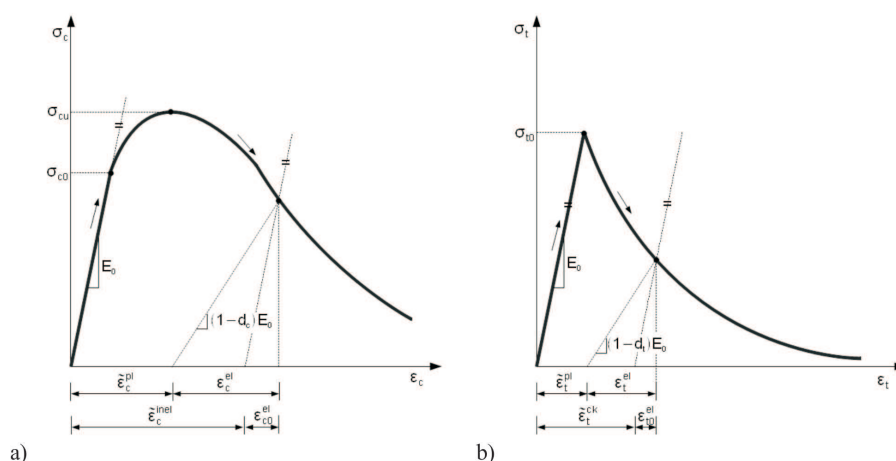 σc
σcu
σc0
=
=
E₀
(1−dc)E₀
εc
ε̃c^pl
εc^el
ε̃c^inel
εc0^el
a)
σt
σt0
=
=
E₀
(1−dt)E₀
εt
ε̃t^pl
εt^el
ε̃t^ck
εt0^el
b)